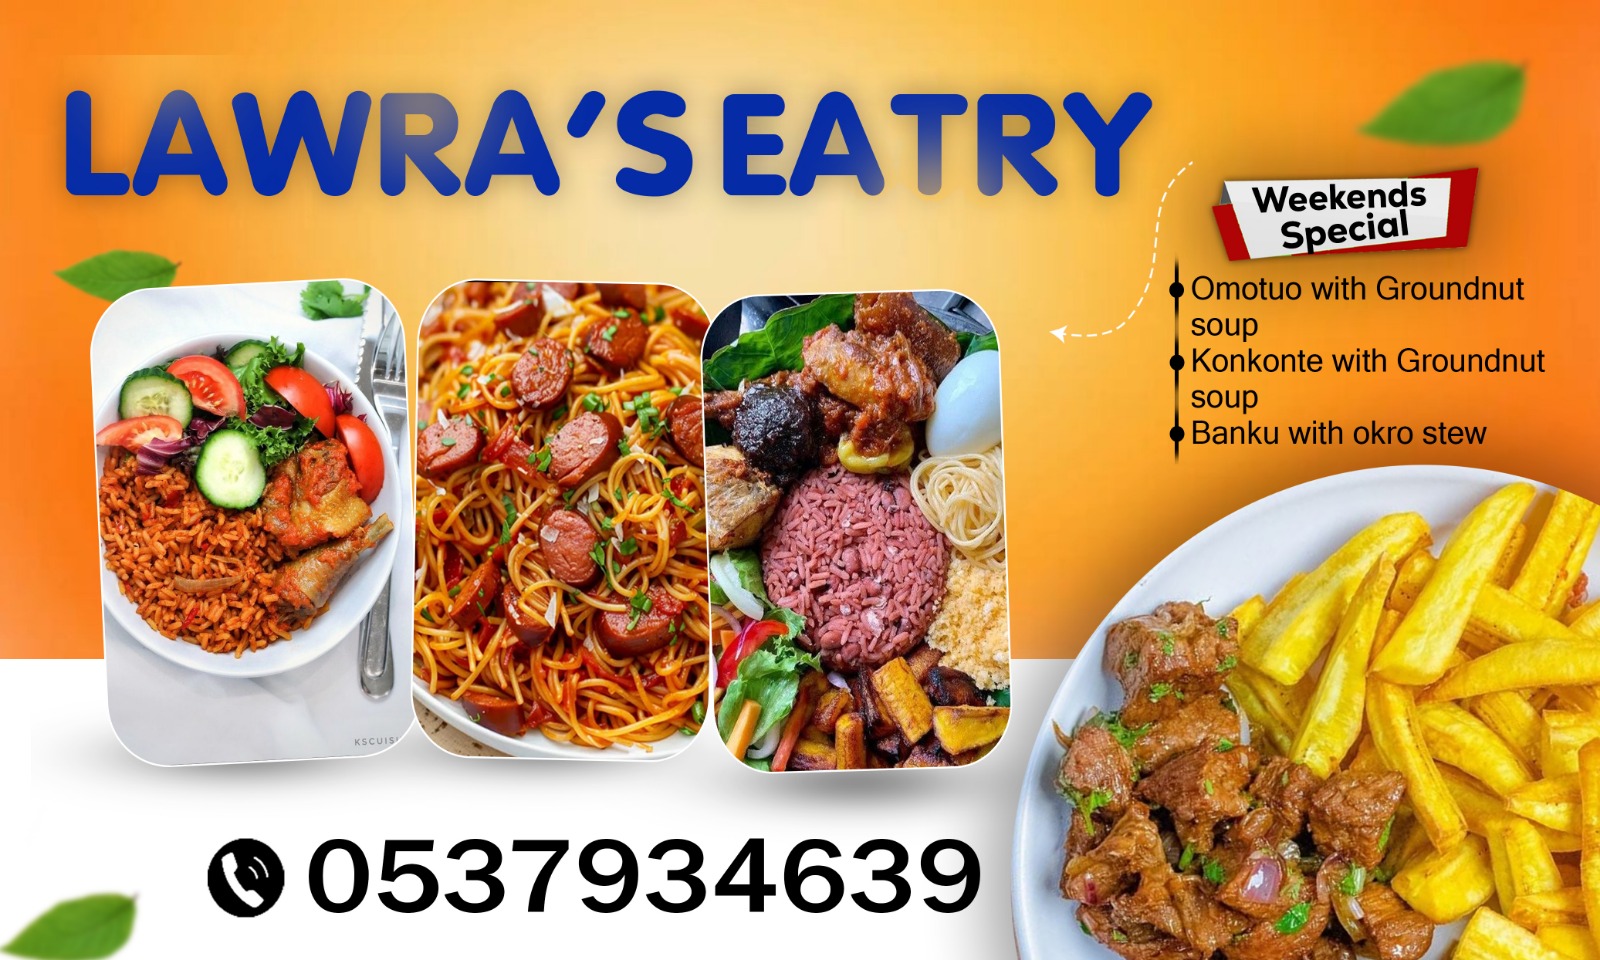 LAWRA'S EATRY
Weekends
Special
Omotuo with Groundnut
soup
Konkonte with Groundnut
soup
Banku with okro stew
0537934639